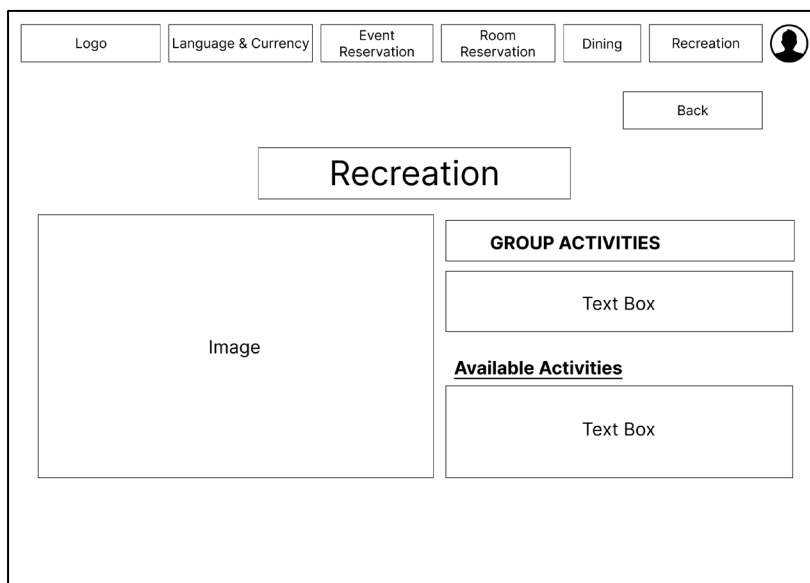 Logo
Language & Currency
Event
Reservation
Room
Reservation
Dining
Recreation
Back
Recreation
Image
GROUP ACTIVITIES
Text Box
Available Activities
Text Box